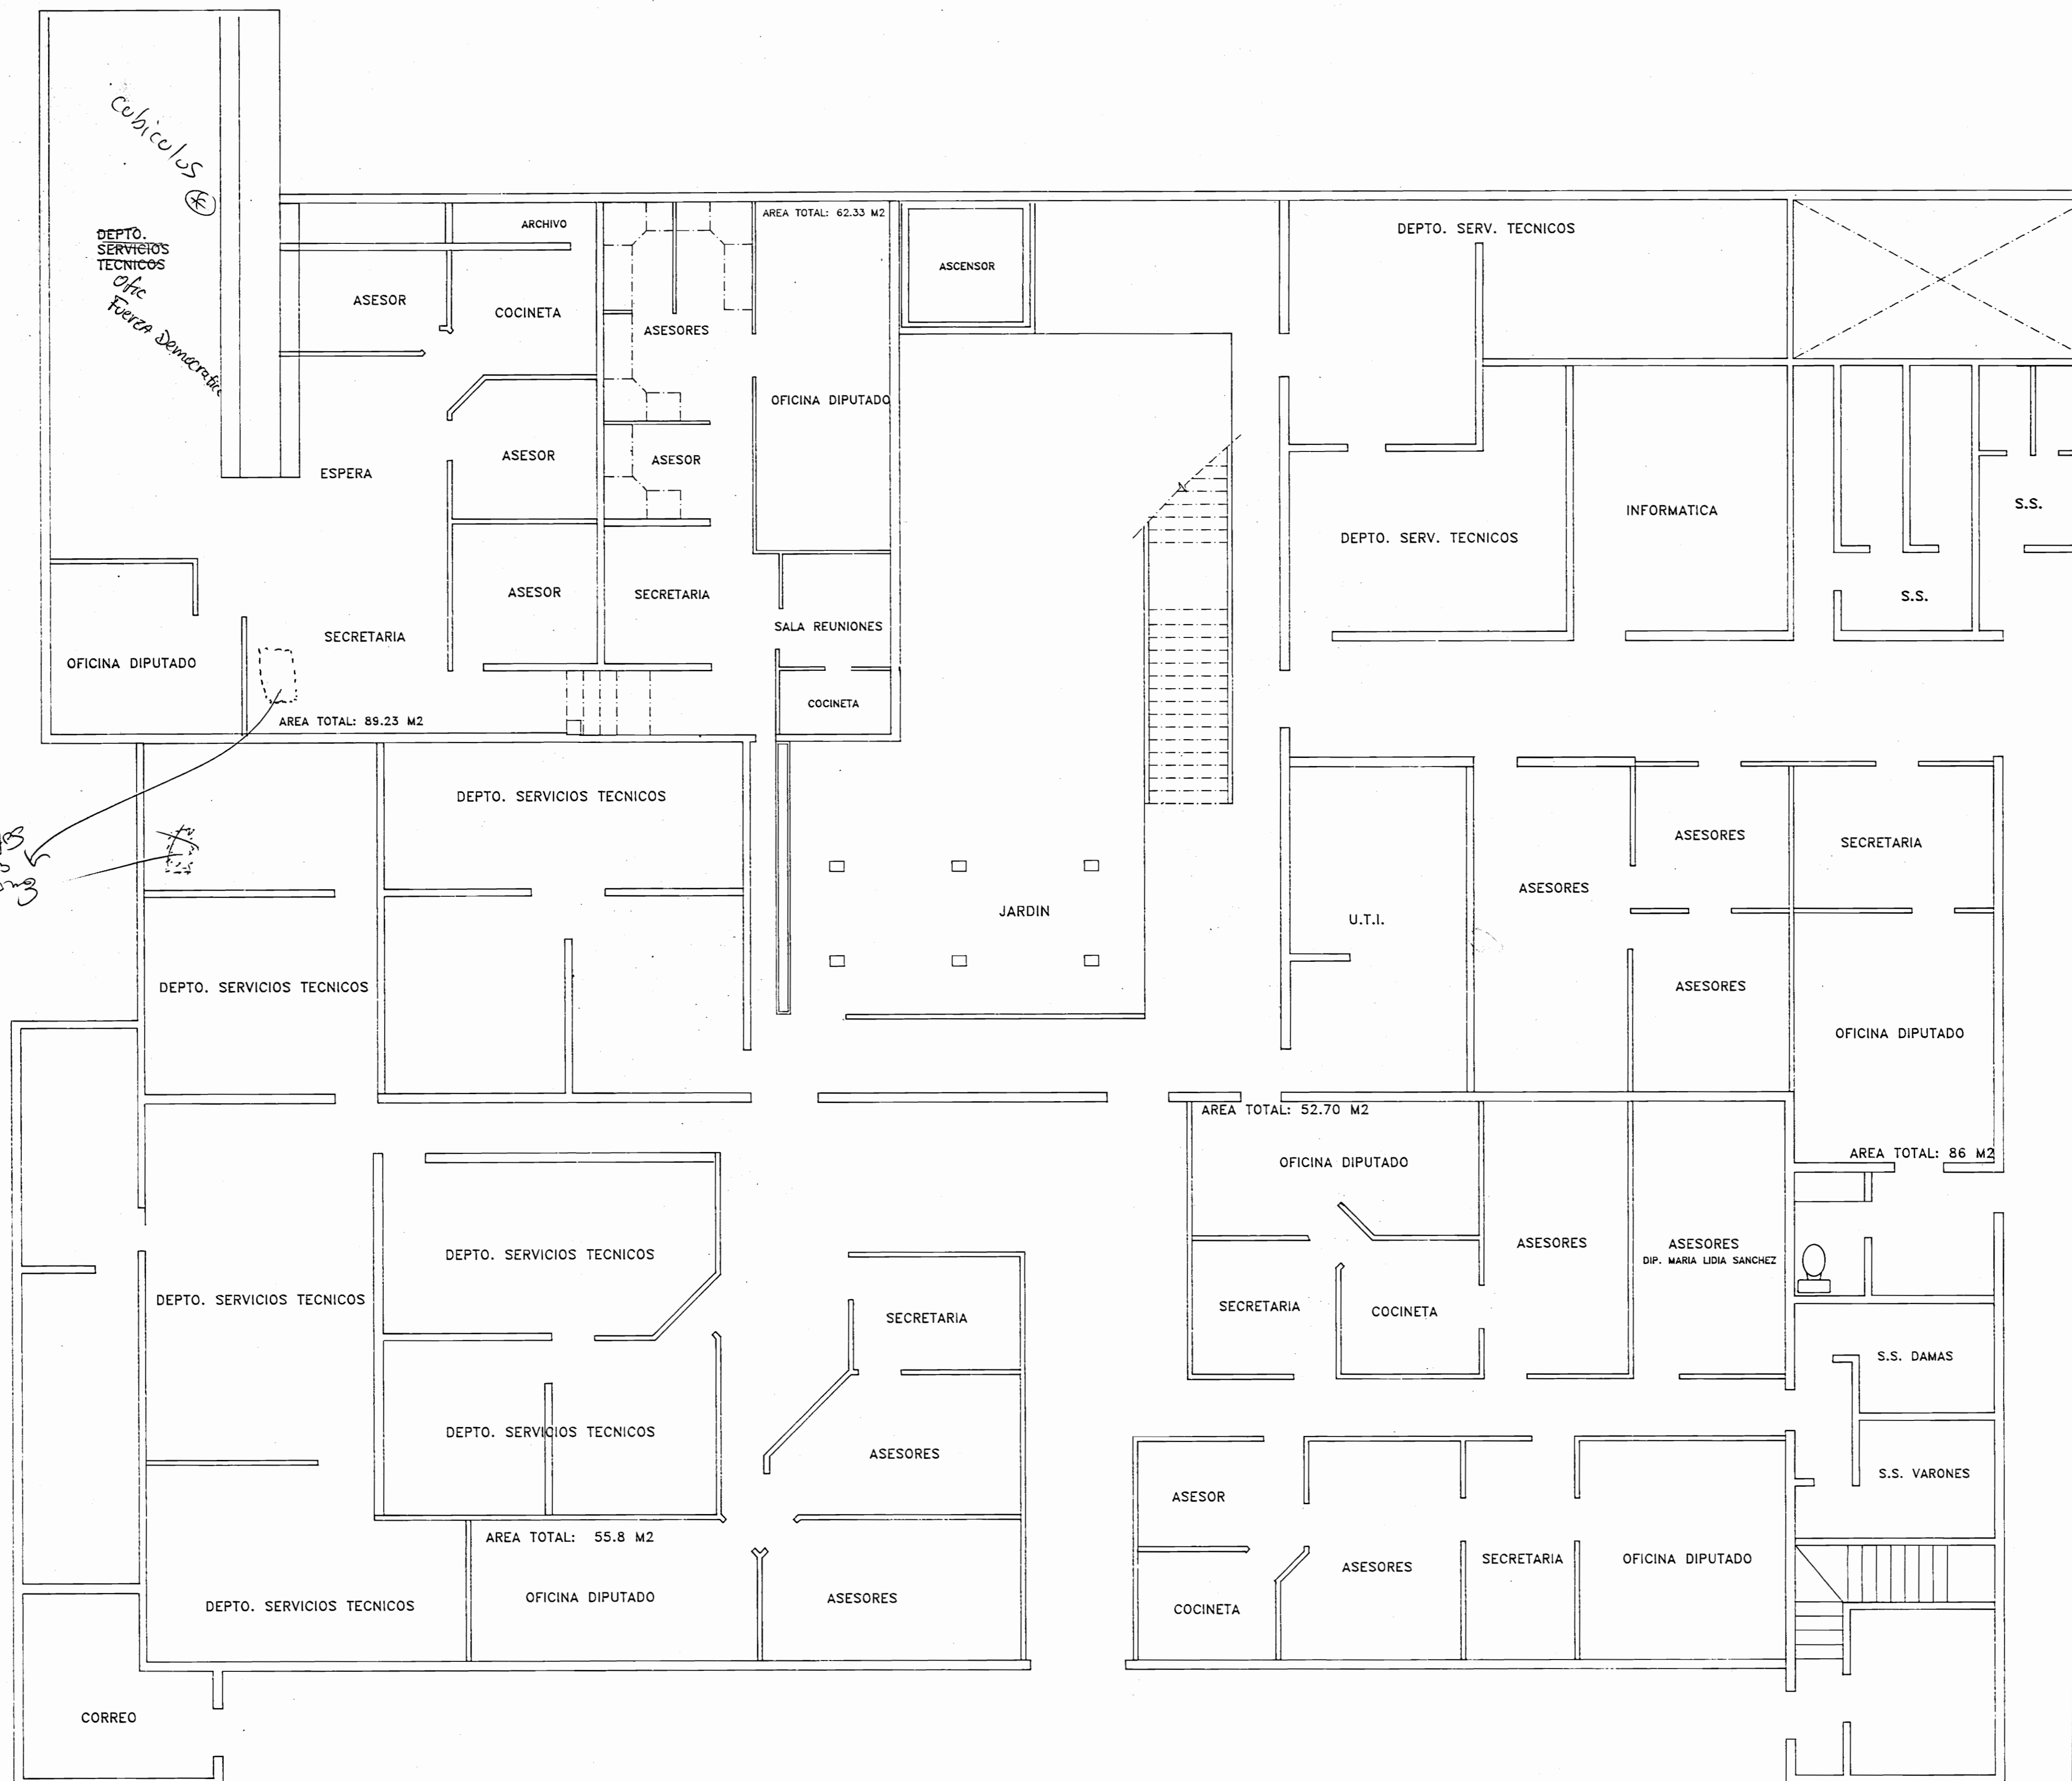 cubiculos
DEPTO.
SERVICIOS
TECNICOS
Ofic
Fuerza Democratica
ARCHIVO
ASESOR
COCINETA
ESPERA
ASESOR
ASESOR
SECRETARIA
OFICINA DIPUTADO
AREA TOTAL: 89.23 M2
AREA TOTAL: 62.33 M2
ASESORES
OFICINA DIPUTADO
ASESOR
SECRETARIA
SALA REUNIONES
COCINETA
ASCENSOR
JARDIN
DEPTO. SERV. TECNICOS
DEPTO. SERV. TECNICOS
INFORMATICA
S.S.
S.S.
DEPTO. SERVICIOS TECNICOS
DEPTO. SERVICIOS TECNICOS
U.T.I.
ASESORES
ASESORES
SECRETARIA
ASESORES
OFICINA DIPUTADO
AREA TOTAL: 86 M2
AREA TOTAL: 52.70 M2
OFICINA DIPUTADO
SECRETARIA
COCINETA
ASESORES
ASESORES
DIP. MARIA LIDIA SANCHEZ
S.S. DAMAS
S.S. VARONES
DEPTO. SERVICIOS TECNICOS
DEPTO. SERVICIOS TECNICOS
DEPTO. SERVICIOS TECNICOS
DEPTO. SERVICIOS TECNICOS
SECRETARIA
ASESORES
AREA TOTAL: 55.8 M2
OFICINA DIPUTADO
ASESORES
ASESOR
COCINETA
ASESORES
SECRETARIA
OFICINA DIPUTADO
CORREO